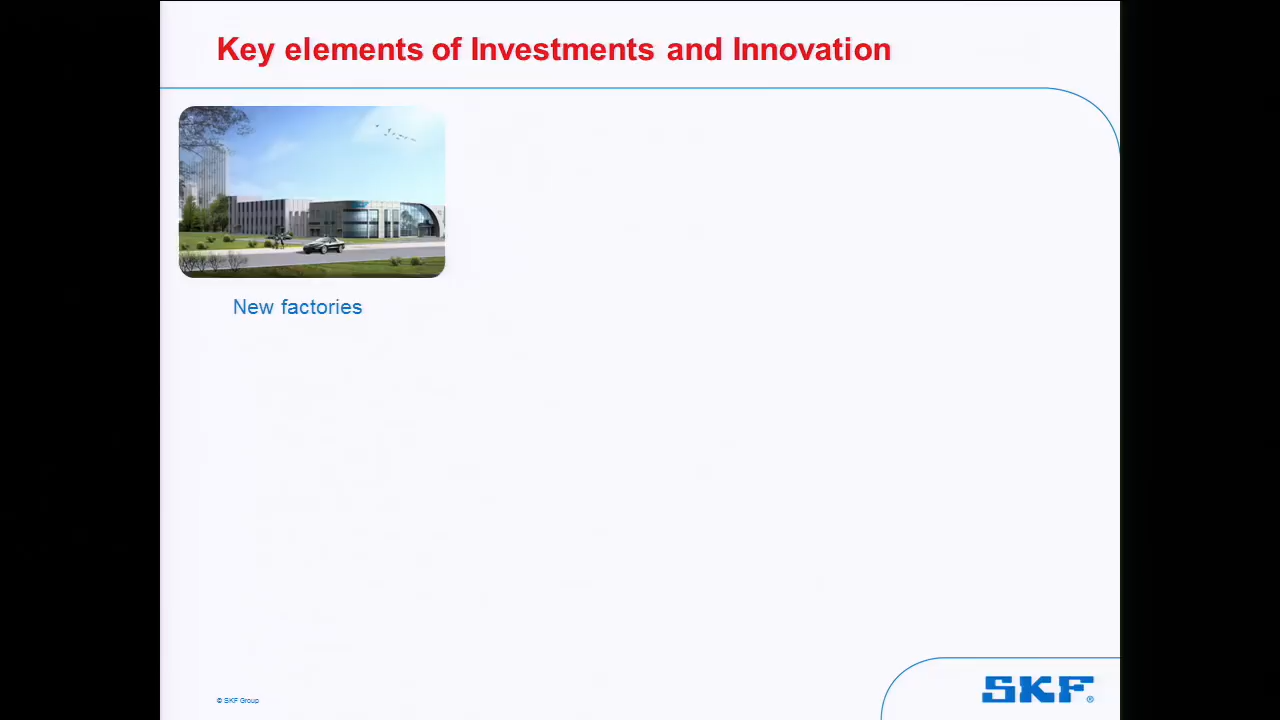 Key elements of Investments and Innovation
New factories
© SKF Group
SKF®